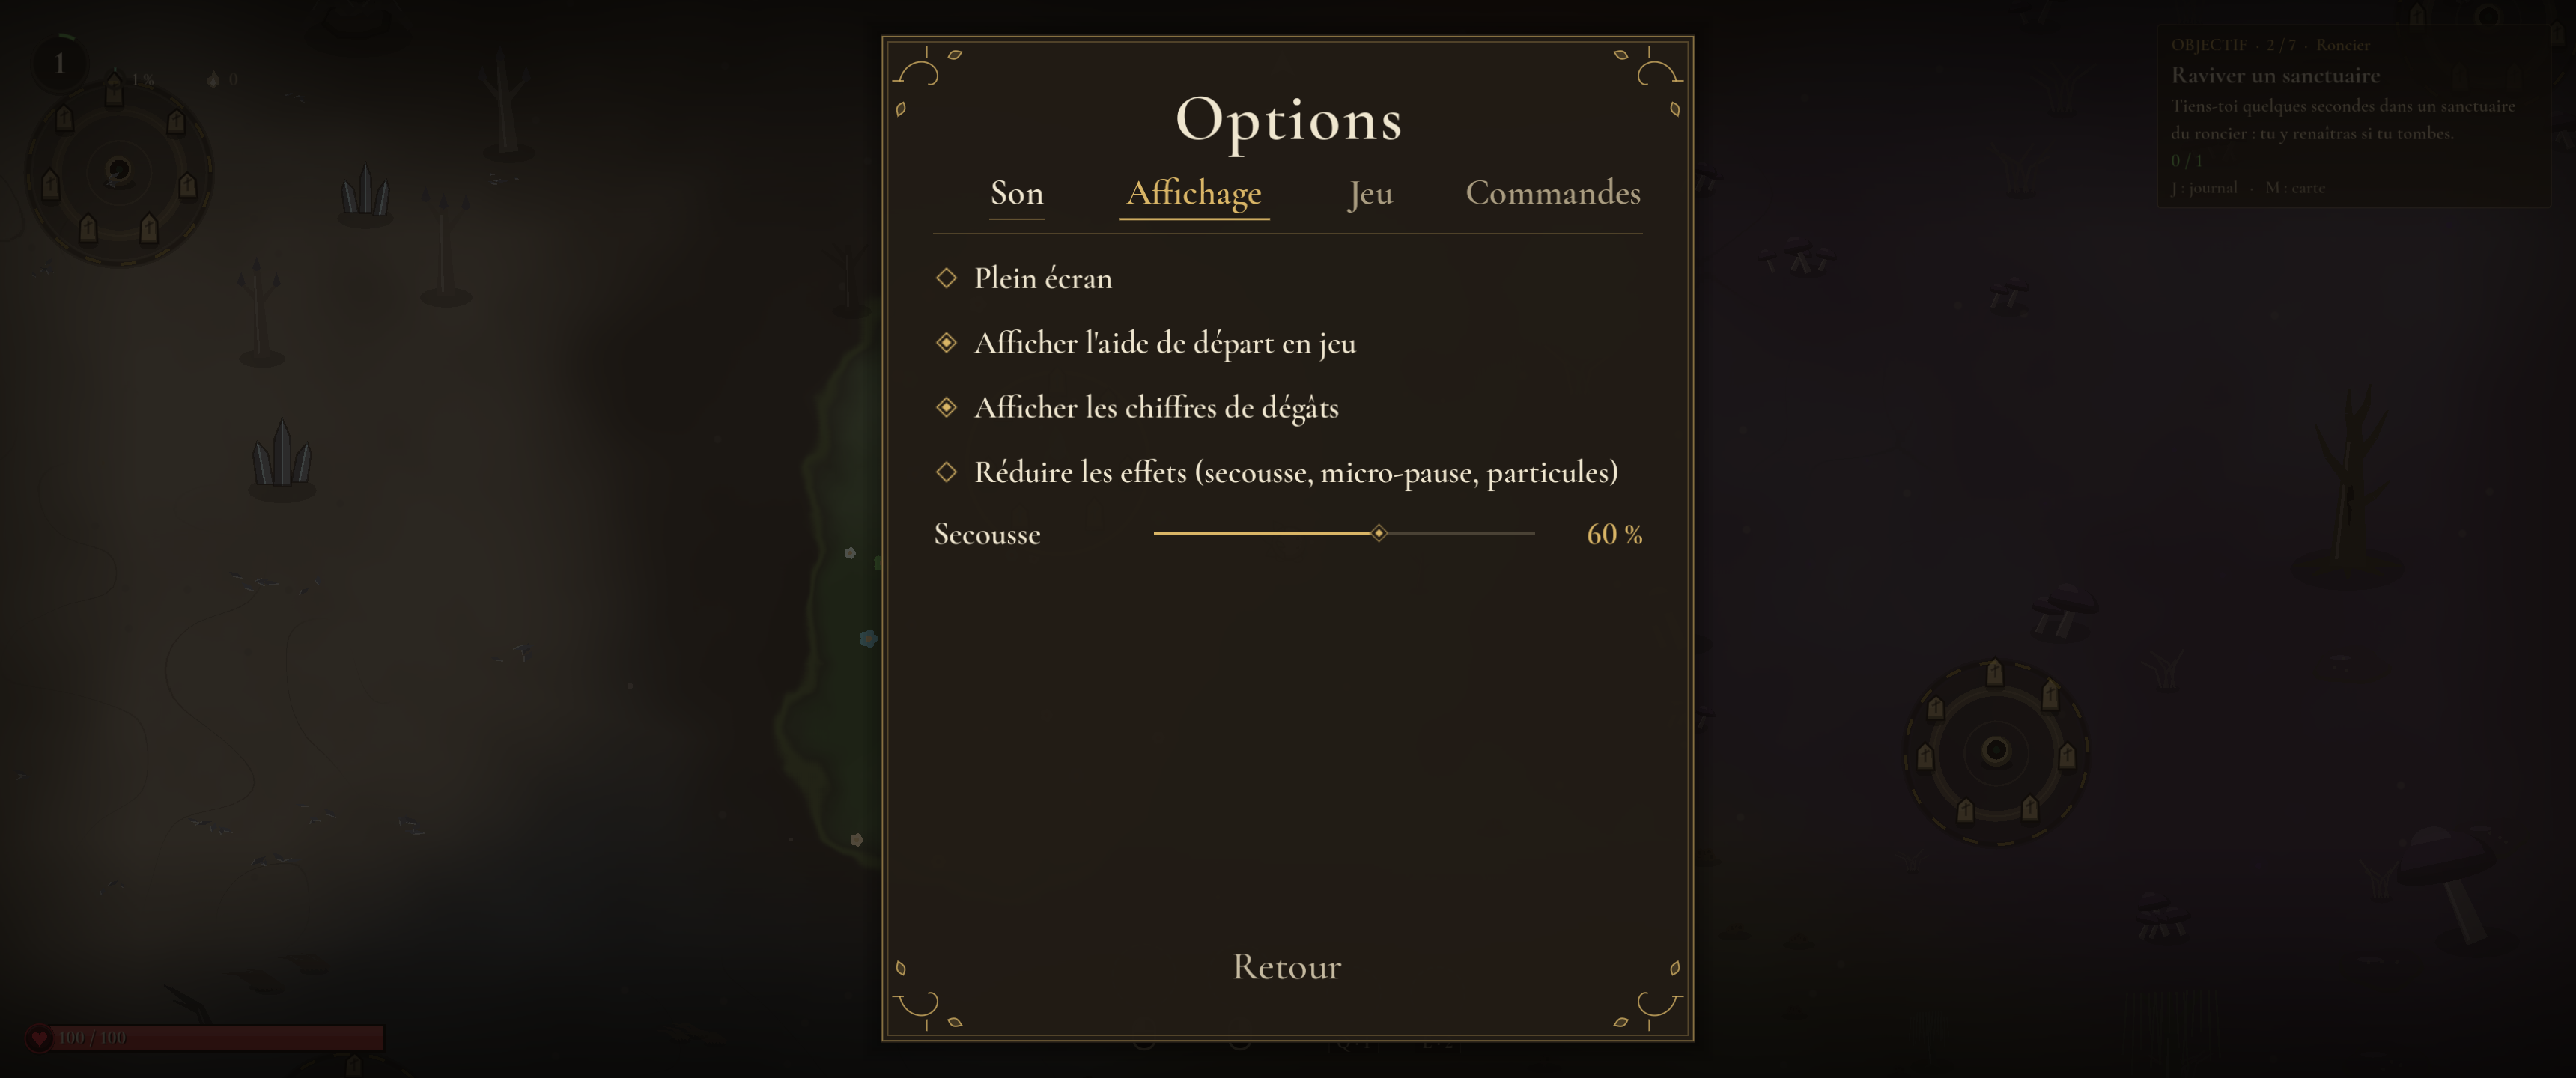 1
1 %
0
OBJECTIF · 2 / 7 · Roncier
Raviver un sanctuaire
Tiens-toi quelques secondes dans un sanctuaire
du roncier : tu y renaîtras si tu tombes.
0 / 1
J : journal · M : carte
Options
Son Affichage Jeu Commandes
Plein écran
Afficher l'aide de départ en jeu
Afficher les chiffres de dégâts
Réduire les effets (secousse, micro-pause, particules)
Secousse 60 %
Retour
100 / 100